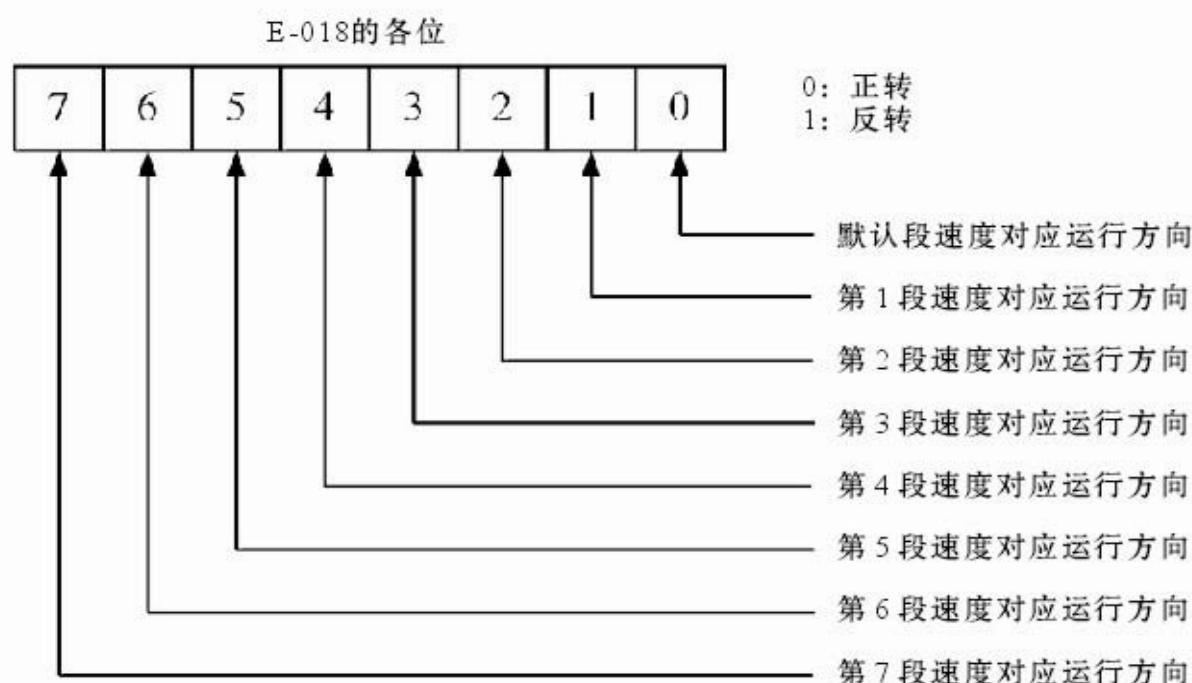 E-018的各位
7 6 5 4 3 2 1 0
0: 正转
1: 反转
默认段速度对应运行方向
第1段速度对应运行方向
第2段速度对应运行方向
第3段速度对应运行方向
第4段速度对应运行方向
第5段速度对应运行方向
第6段速度对应运行方向
第7段速度对应运行方向